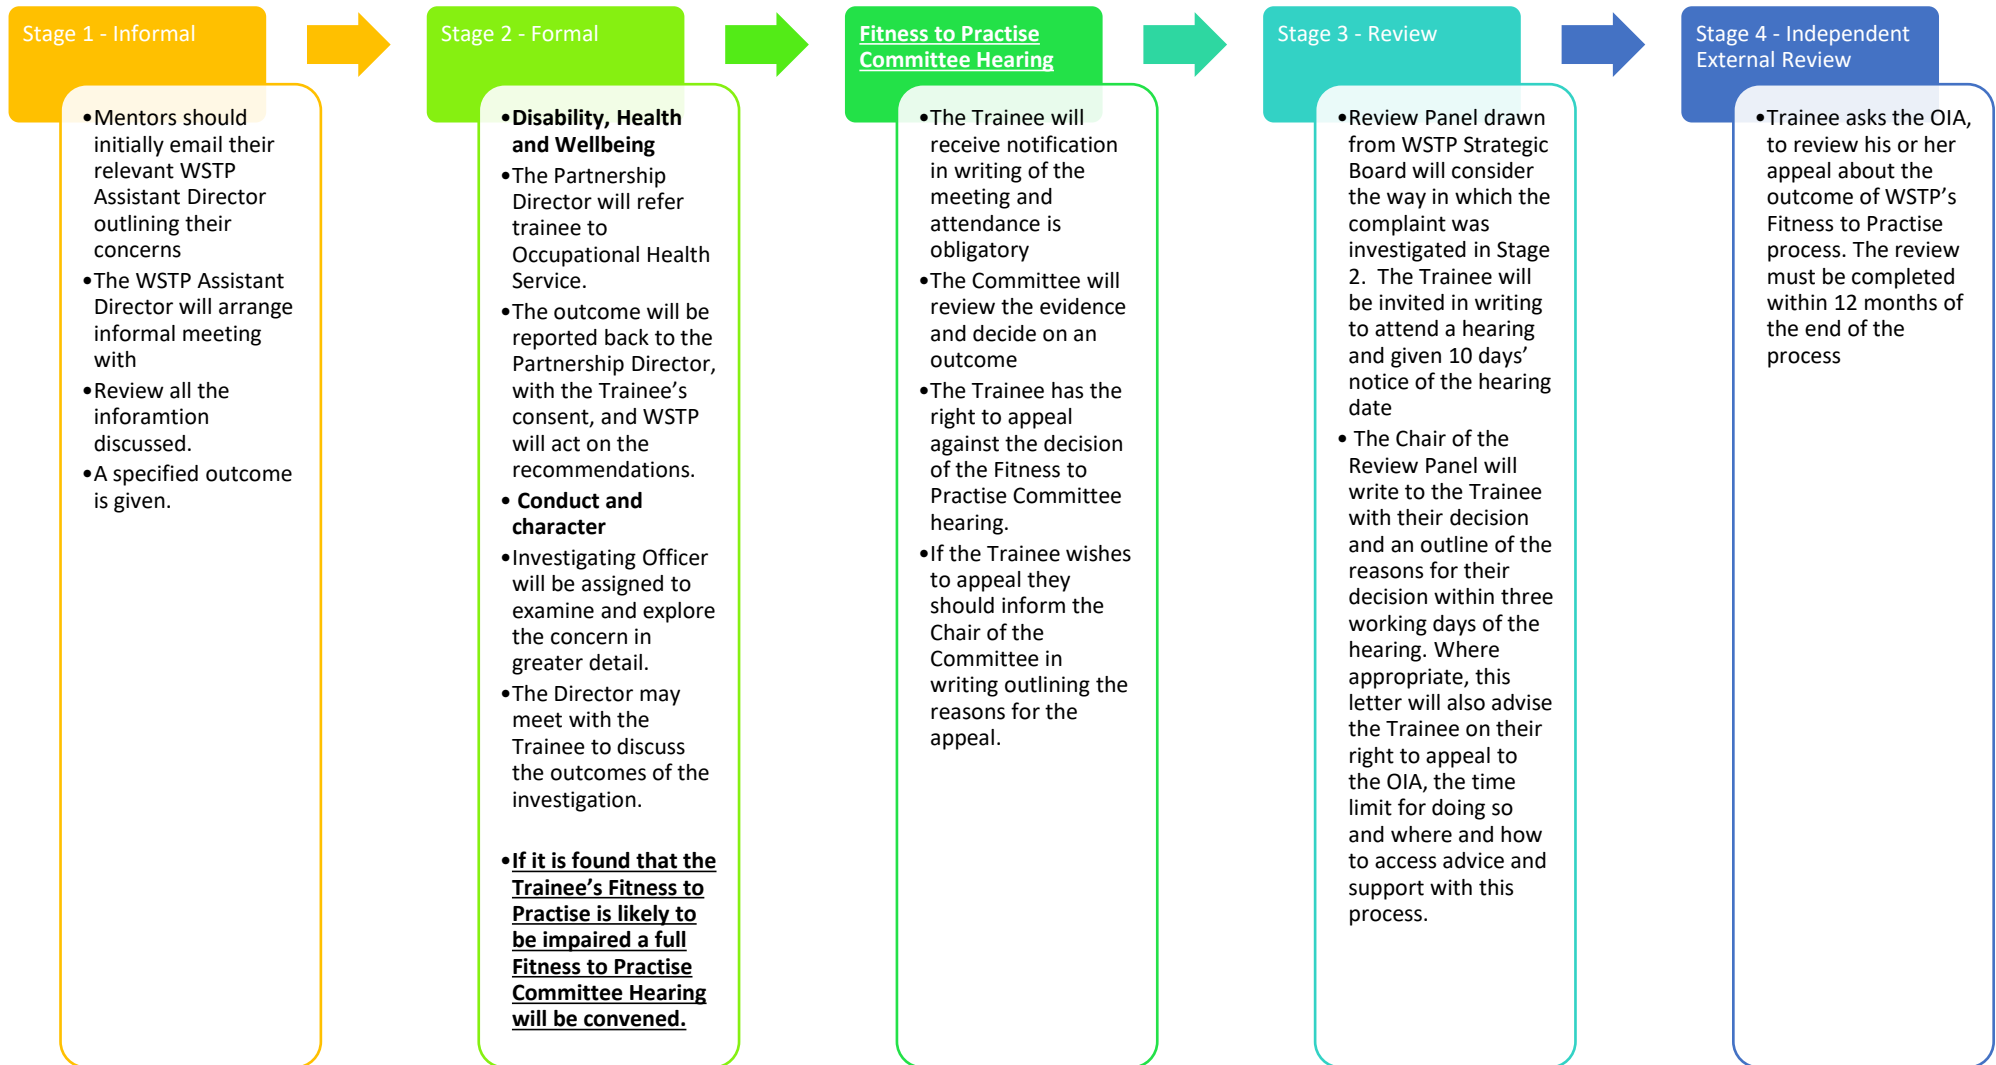 Stage 1 - Informal
•Mentors should
initially email their
relevant WSTP
Assistant Director
outlining their
concerns
•The WSTP Assistant
Director will arrange
informal meeting
with
•Review all the
inforamtion
discussed.
•A specified outcome
is given.
Stage 2 - Formal
•Disability, Health
and Wellbeing
•The Partnership
Director will refer
trainee to
Occupational Health
Service.
•The outcome will be
reported back to the
Partnership Director,
with the Trainee’s
consent, and WSTP
will act on the
recommendations.
• Conduct and
character
•Investigating Officer
will be assigned to
examine and explore
the concern in
greater detail.
•The Director may
meet with the
Trainee to discuss
the outcomes of the
investigation.
•If it is found that the
Trainee’s Fitness to
Practise is likely to
be impaired a full
Fitness to Practise
Committee Hearing
will be convened.
Fitness to Practise
Committee Hearing
•The Trainee will
receive notification
in writing of the
meeting and
attendance is
obligatory
•The Committee will
review the evidence
and decide on an
outcome
•The Trainee has the
right to appeal
against the decision
of the Fitness to
Practise Committee
hearing.
•If the Trainee wishes
to appeal they
should inform the
Chair of the
Committee in
writing outlining the
reasons for the
appeal.
Stage 3 - Review
•Review Panel drawn
from WSTP Strategic
Board will consider
the way in which the
complaint was
investigated in Stage
2.  The Trainee will
be invited in writing
to attend a hearing
and given 10 days’
notice of the hearing
date
• The Chair of the
Review Panel will
write to the Trainee
with their decision
and an outline of the
reasons for their
decision within three
working days of the
hearing. Where
appropriate, this
letter will also advise
the Trainee on their
right to appeal to
the OIA, the time
limit for doing so
and where and how
to access advice and
support with this
process.
Stage 4 - Independent
External Review
•Trainee asks the OIA,
to review his or her
appeal about the
outcome of WSTP’s
Fitness to Practise
process. The review
must be completed
within 12 months of
the end of the
process